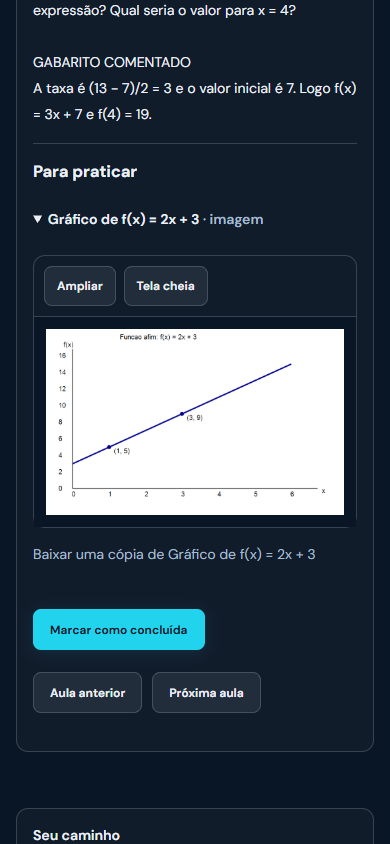 expressão? Qual seria o valor para x = 4?
GABARITO COMENTADO
A taxa é (13 − 7)/2 = 3 e o valor inicial é 7. Logo f(x)
= 3x + 7 e f(4) = 19.
Para praticar
▼ Gráfico de f(x) = 2x + 3 · imagem
Ampliar
Tela cheia
Funcao afim: f(x) = 2x + 3
f(x)
16
14
12
10
8
6
4
2
0
(3, 9)
(1, 5)
0 1 2 3 4 5 6 x
Baixar uma cópia de Gráfico de f(x) = 2x + 3
Marcar como concluída
Aula anterior
Próxima aula
Seu caminho